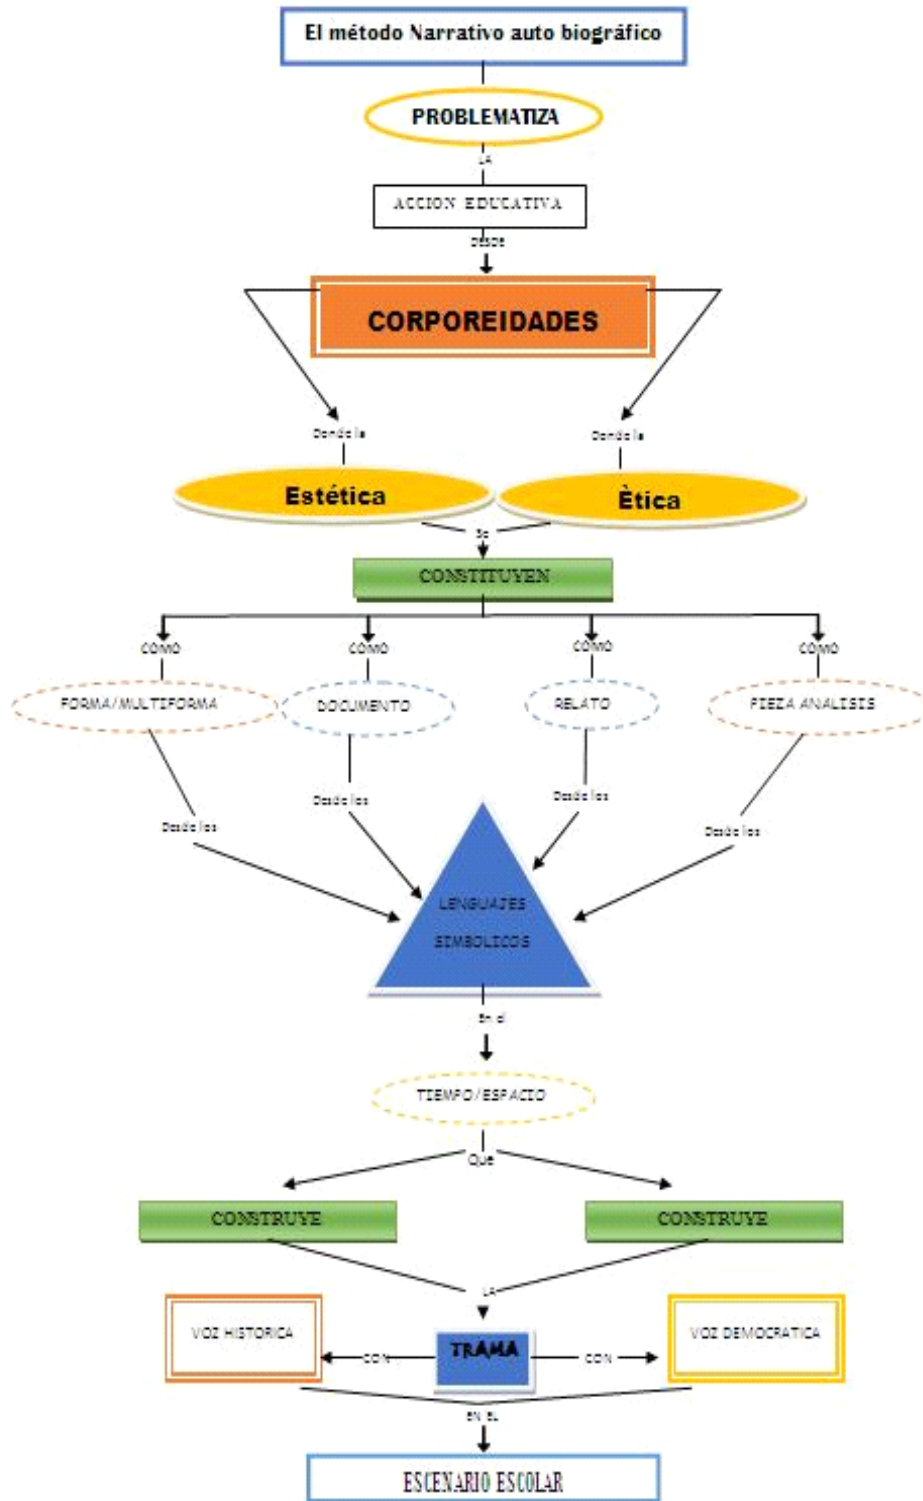 El método Narrativo auto biográfico
PROBLEMATIZA
LA
ACCION EDUCATIVA
DESDE
CORPOREIDADES
Donde la
Donde la
Estética
Ètica
Se
CONSTITUYEN
COMO
COMO
COMO
COMO
FORMA/MULTIFORMA
DOCUMENTO
RELATO
PIEZA ANALISIS
Desde los
Desde los
Desde los
Desde los
LENGUAJES
SIMBOLICOS
En el
TIEMPO/ESPACIO
Que
CONSTRUYE
CONSTRUYE
LA
VOZ HISTORICA
CON
TRAMA
CON
VOZ DEMOCRATICA
EN EL
ESCENARIO ESCOLAR